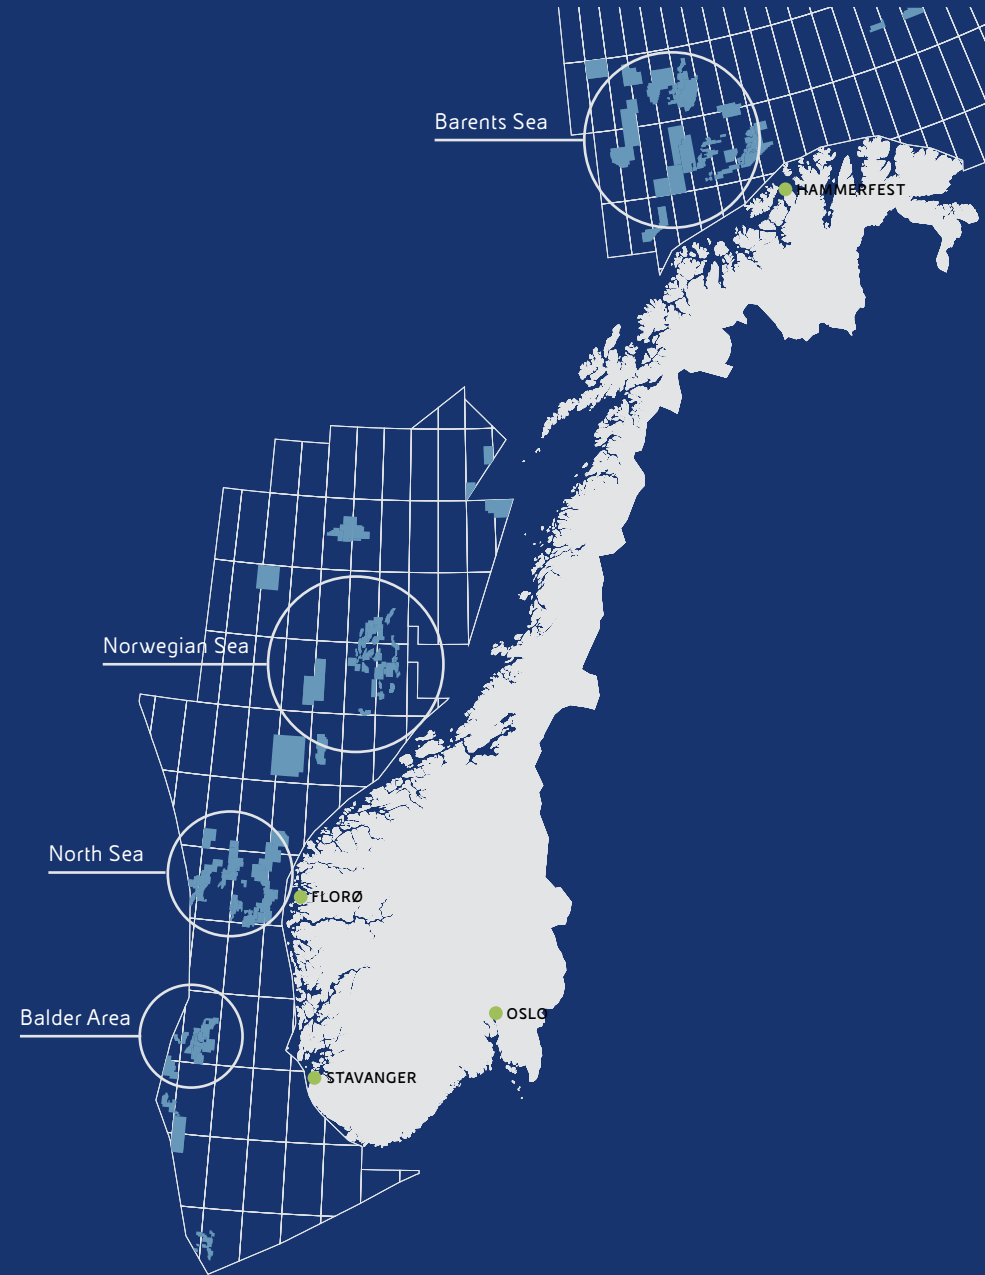 Barents Sea
HAMMERFEST
Norwegian Sea
North Sea
FLORØ
Balder Area
OSLO
STAVANGER